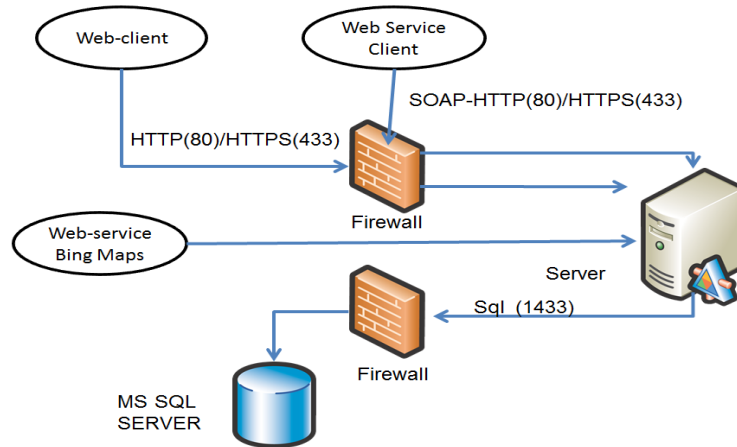 Web-client
Web Service
Client
SOAP-HTTP(80)/HTTPS(433)
HTTP(80)/HTTPS(433)
Firewall
Web-service
Bing Maps
Server
Sql (1433)
Firewall
MS SQL
SERVER